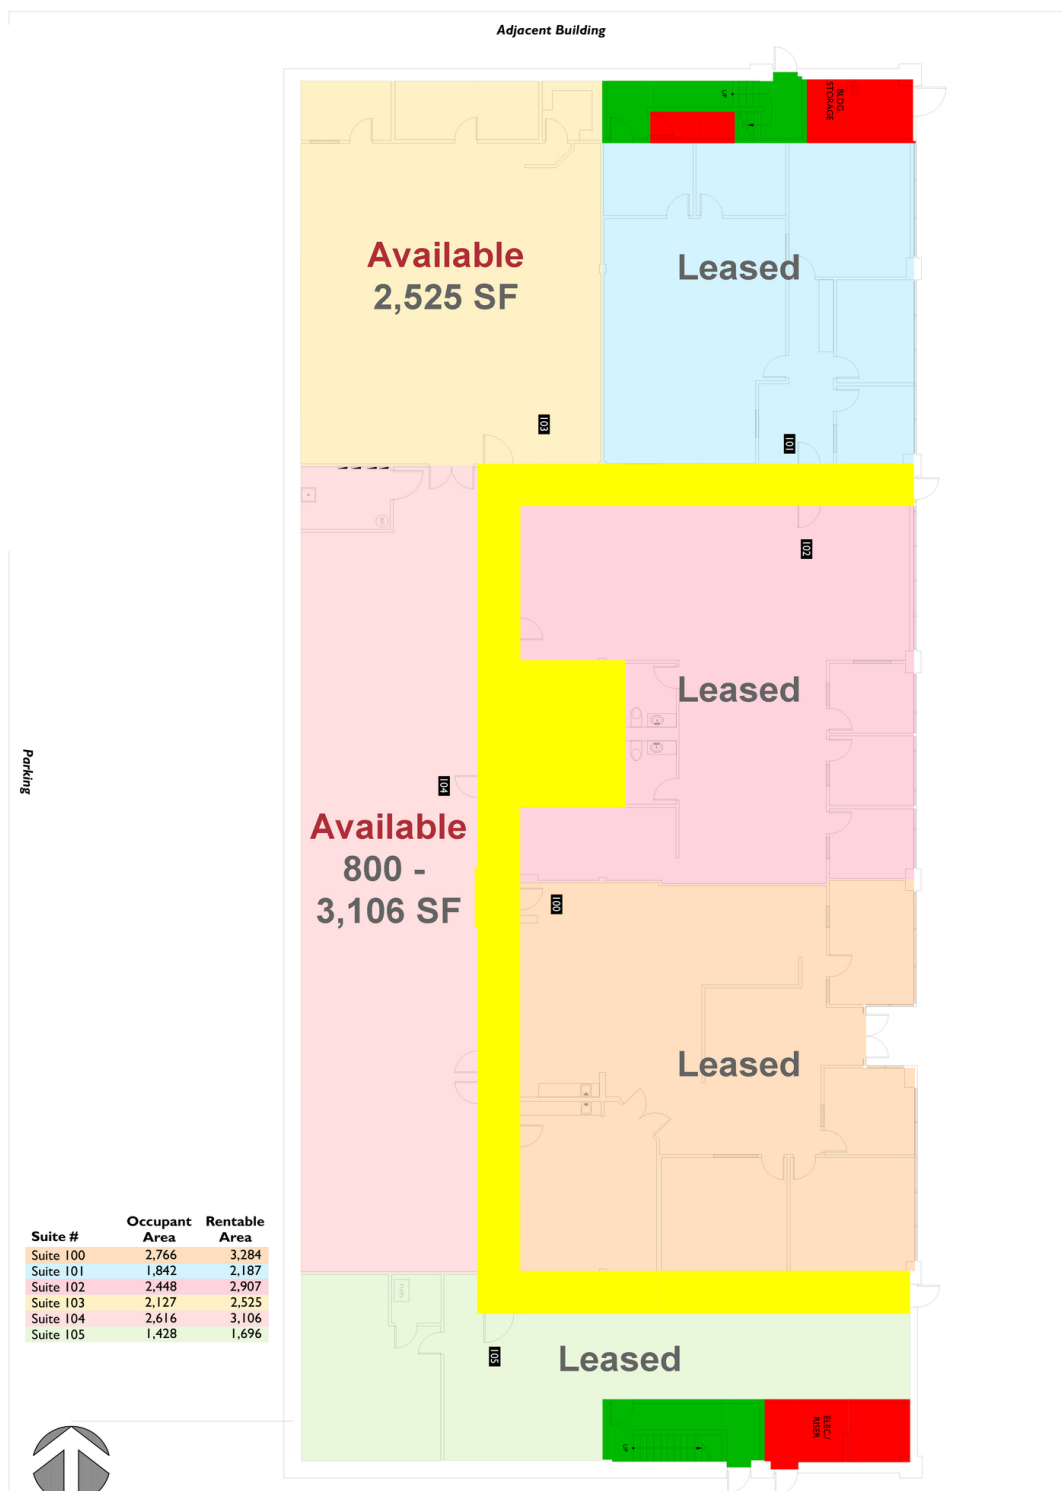 Adjacent Building
UP
BLDG.
STORAGE
Available
2,525 SF
Leased
103
101
102
Leased
Parking
104
Available
800 -
3,106 SF
100
Leased
Suite # Occupant Area Rentable Area
Suite 100 2,766 3,284
Suite 101 1,842 2,187
Suite 102 2,448 2,907
Suite 103 2,127 2,525
Suite 104 2,616 3,106
Suite 105 1,428 1,696
105
Leased
UP
ELEC./
RISER